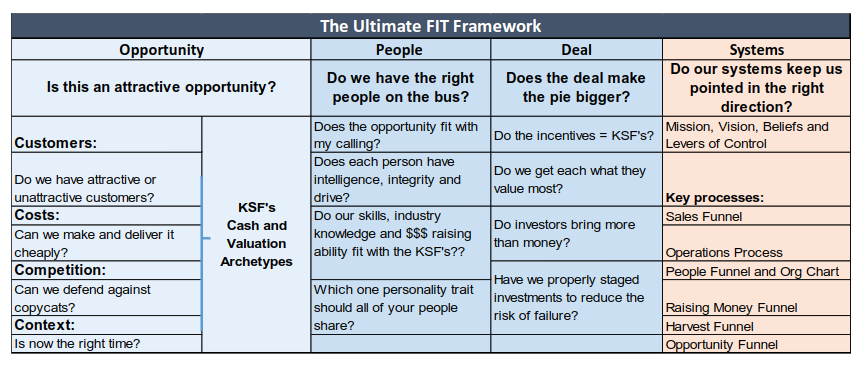 The Ultimate FIT Framework
Opportunity
People
Deal
Systems
Is this an attractive opportunity?
Do we have the right
people on the bus?
Does the deal make
the pie bigger?
Do our systems keep us
pointed in the right
direction?
Customers:
Do we have attractive or
unattractive customers?
Costs:
Can we make and deliver it
cheaply?
Competition:
Can we defend against
copycats?
Context:
Is now the right time?
KSF's
Cash and
Valuation
Archetypes
Does the opportunity fit with
my calling?
Does each person have
intelligence, integrity and
drive?
Do our skills, industry
knowledge and $$$ raising
ability fit with the KSF's??
Which one personality trait
should all of your people
share?
Do the incentives = KSF's?
Do we get each what they
value most?
Do investors bring more
than money?
Have we properly staged
investments to reduce the
risk of failure?
Mission, Vision, Beliefs and
Levers of Control
Key processes:
Sales Funnel
Operations Process
People Funnel and Org Chart
Raising Money Funnel
Harvest Funnel
Opportunity Funnel